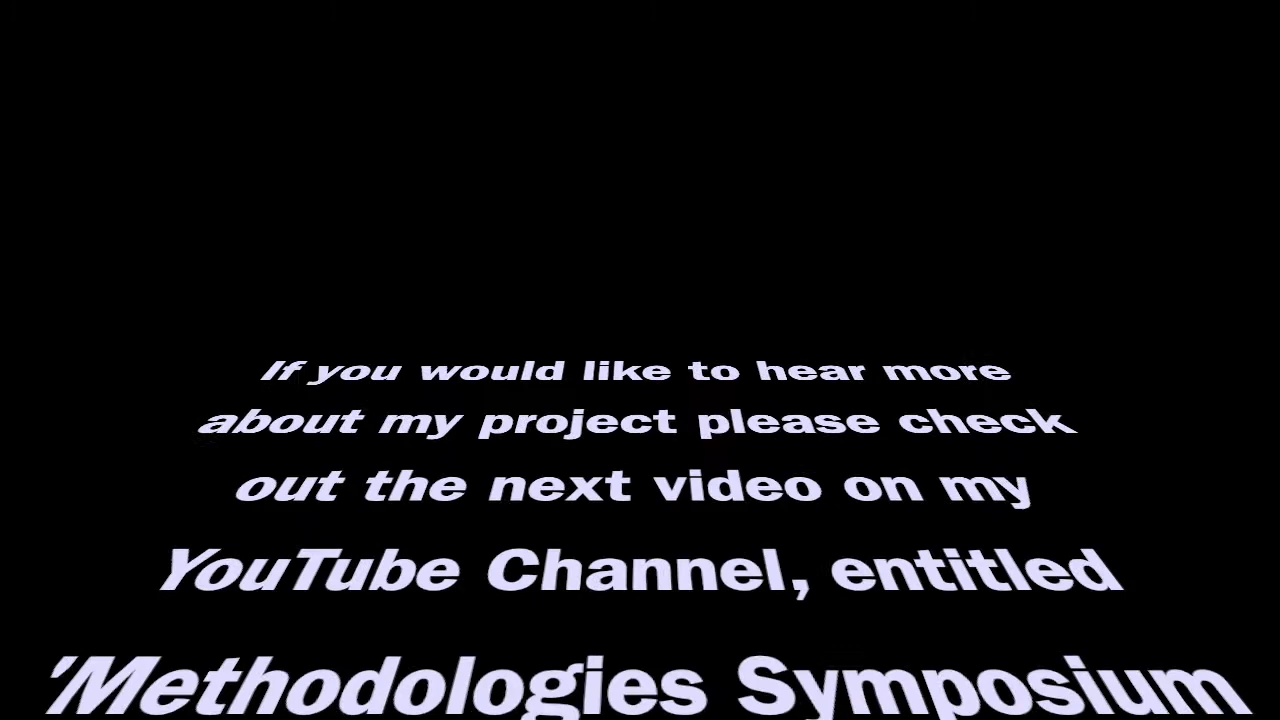 If you would like to hear more
about my project please check
out the next video on my
YouTube Channel, entitled
'Methodologies Symposium